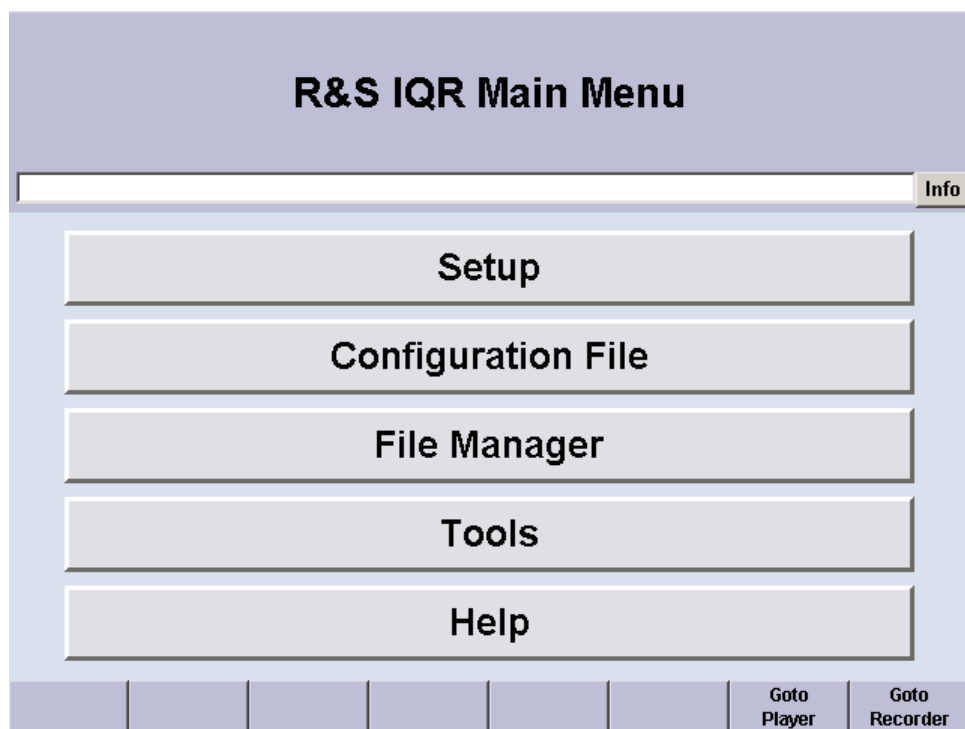 R&S IQR Main Menu
Info
Setup
Configuration File
File Manager
Tools
Help
Goto
Player
Goto
Recorder